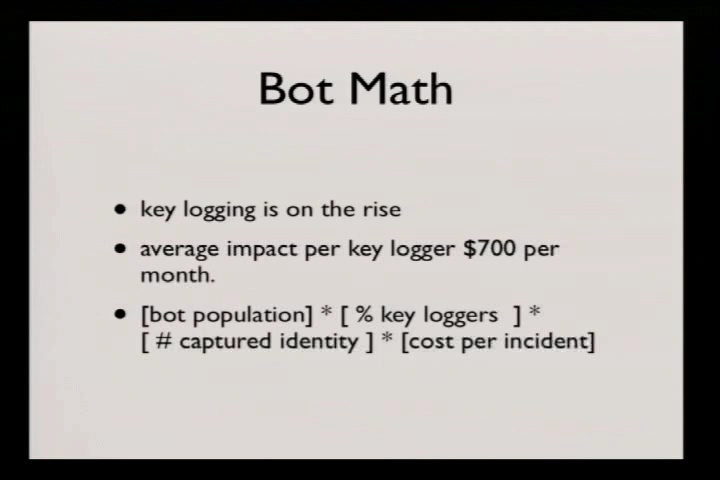 Bot Math
• key logging is on the rise
• average impact per key logger $700 per
month.
• [bot population] * [ % key loggers ] *
[ # captured identity ] * [cost per incident]